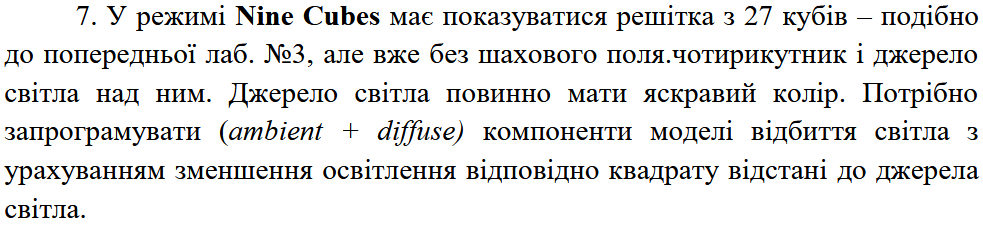 7. У режимі Nine Cubes має показуватися решітка з 27 кубів – подібно
до попередньої лаб. №3, але вже без шахового поля.чотирикутник і джерело
світла над ним. Джерело світла повинно мати яскравий колір. Потрібно
запрограмувати (ambient + diffuse) компоненти моделі відбиття світла з
урахуванням зменшення освітлення відповідно квадрату відстані до джерела
світла.